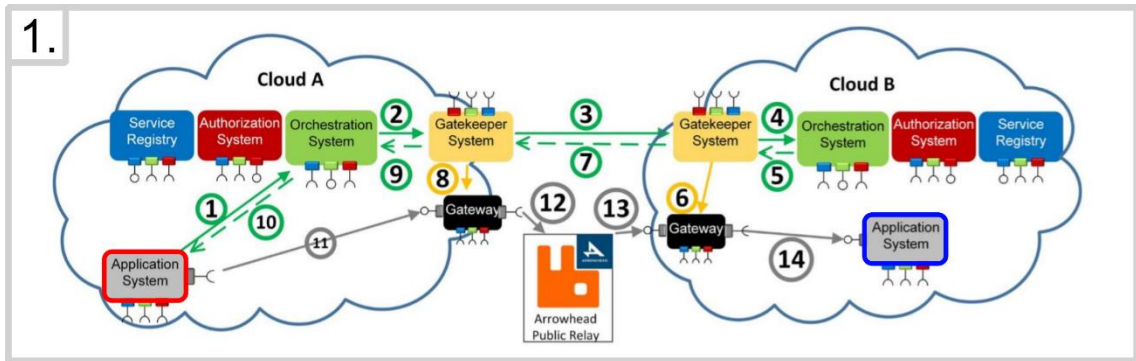 1.
Cloud A
Cloud B
Service
Registry
Authorization
System
Orchestration
System
2
9
Gatekeeper
System
3
7
Gatekeeper
System
4
5
Orchestration
System
Authorization
System
Service
Registry
1
10
8
Gateway
11
12
13
6
Gateway
14
Application
System
Application
System
ARROWHEAD
Arrowhead
Public Relay